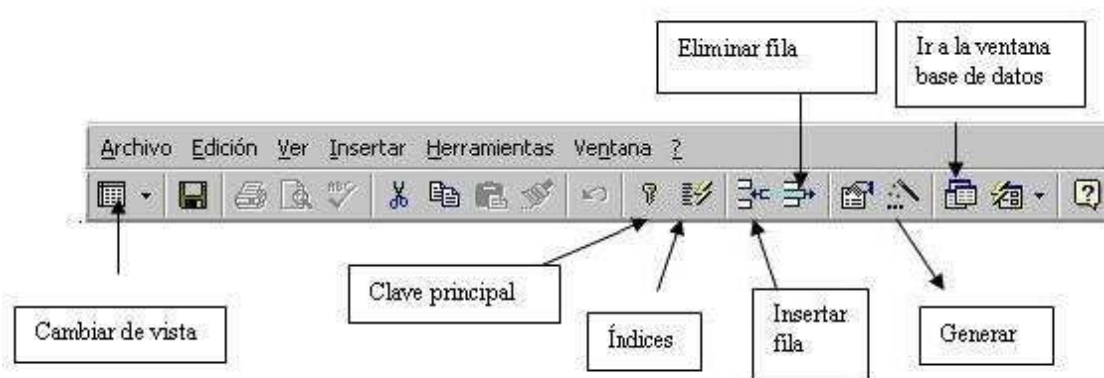 Eliminar fila
Ir a la ventana
base de datos
Archivo Edición Ver Insertar Herramientas Ventana ?
ABC
Clave principal
Cambiar de vista
Índices
Insertar
fila
Generar